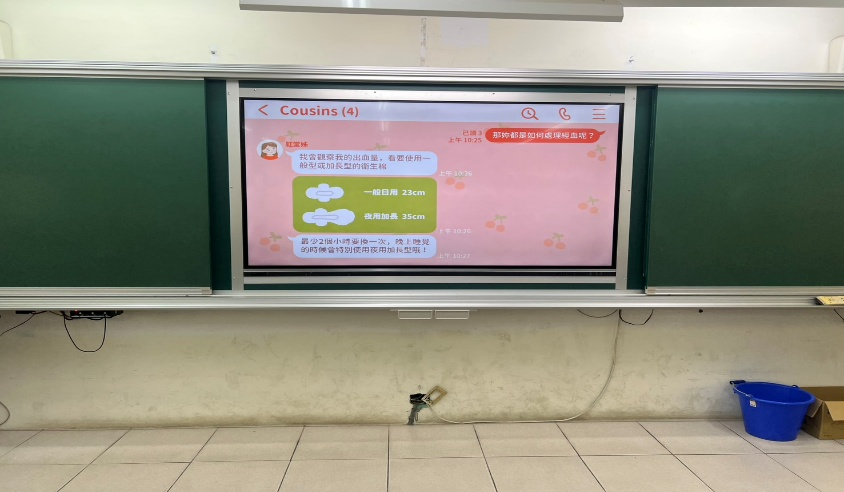 Cousins (4)
已讀 3
上午 10:25
那妳都是如何處理經血呢？
紅堂姊
我會觀察我的出血量，看要使用一
般型或加長型的衛生棉
上午 10:26
一般日用 23cm
夜用加長 35cm
上午 10:26
最少2個小時要換一次，晚上睡覺
的時候會特別使用夜用加長型哦！
上午 10:27